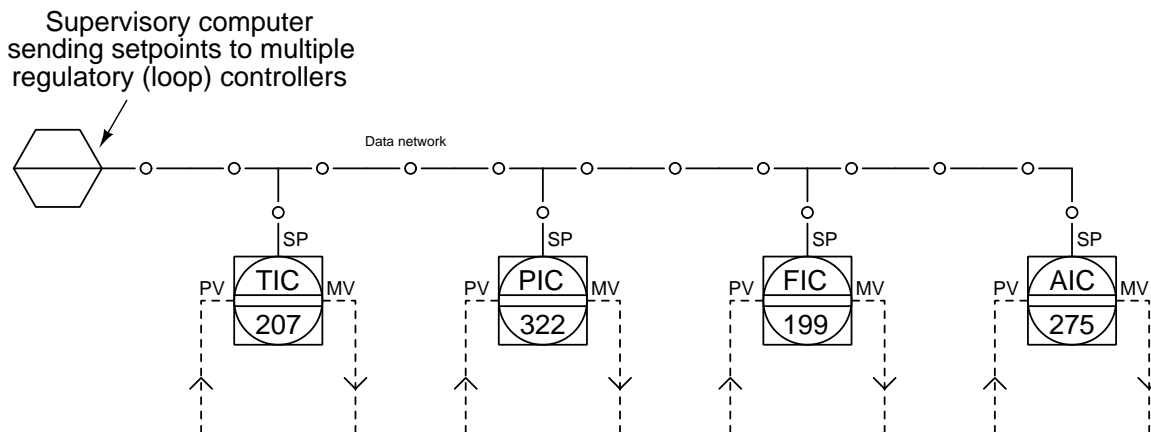 Supervisory computer
sending setpoints to multiple
regulatory (loop) controllers
Data network
SP
SP
SP
SP
PV
TIC
MV
207
PV
PIC
MV
322
PV
FIC
MV
199
PV
AIC
MV
275